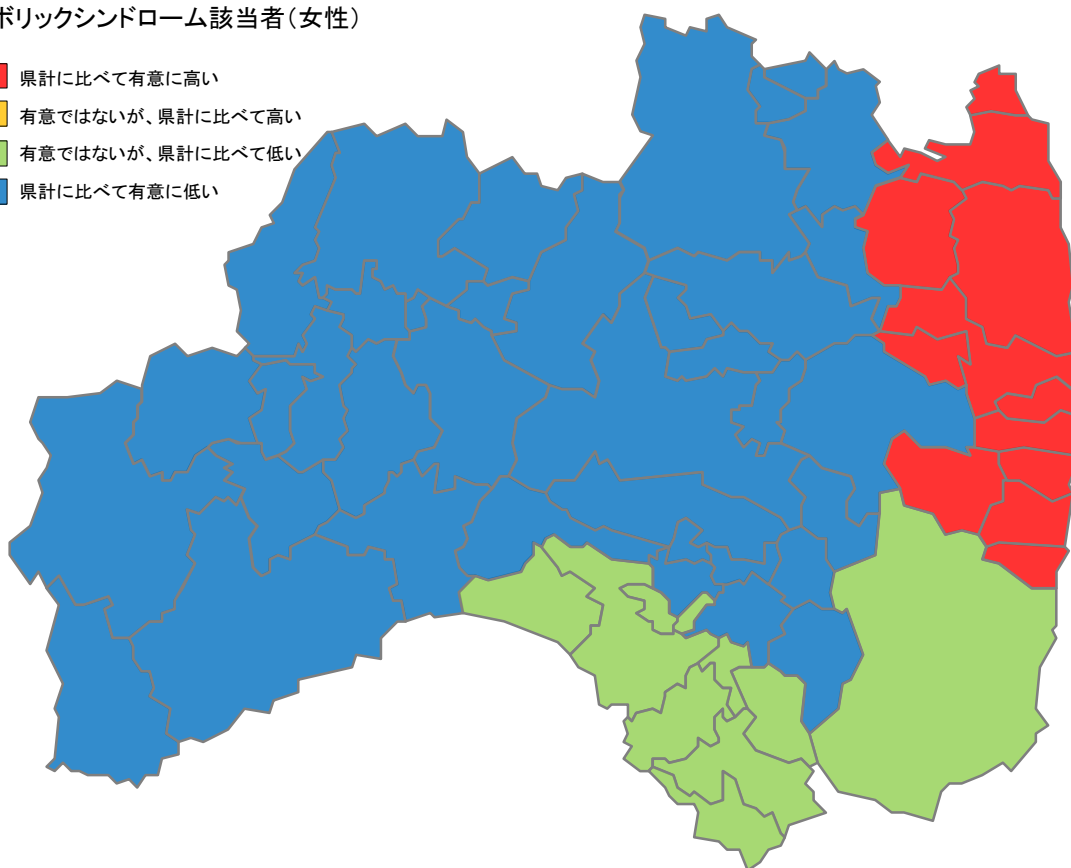 ボリックシンドローム該当者（女性）
県計に比べて有意に高い
有意ではないが、県計に比べて高い
有意ではないが、県計に比べて低い
県計に比べて有意に低い